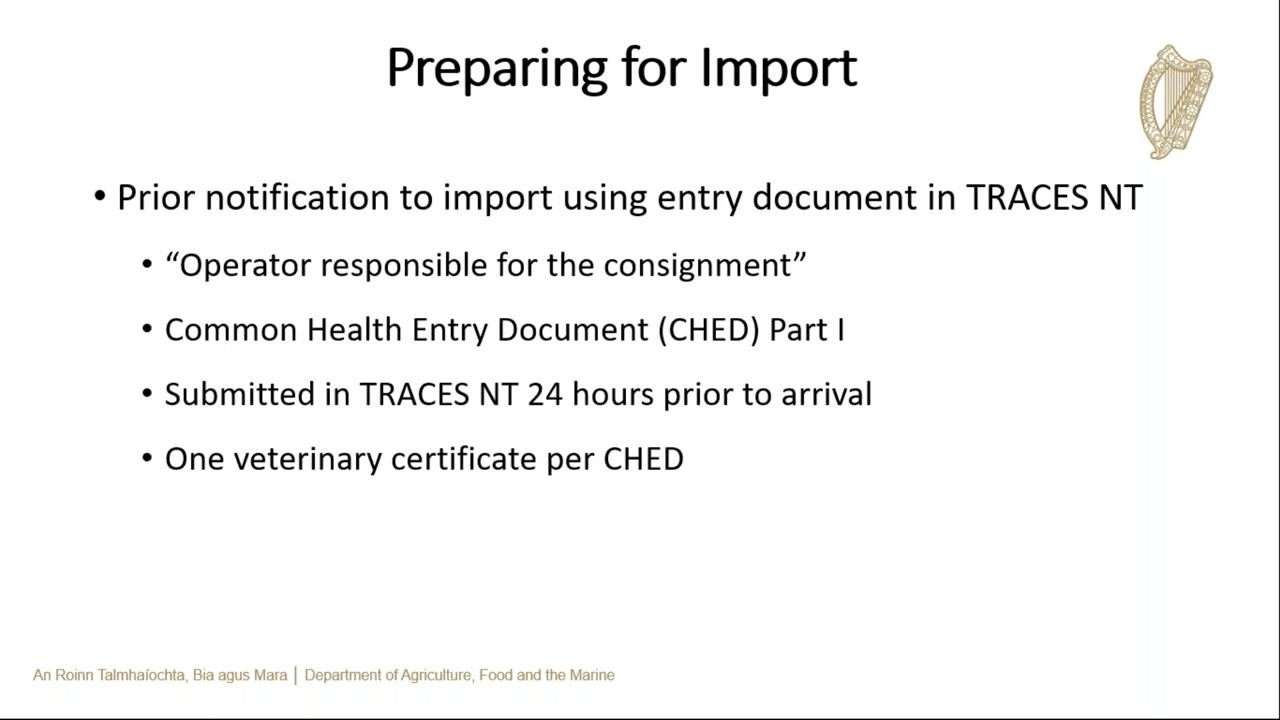 Preparing for Import
• Prior notification to import using entry document in TRACES NT
• “Operator responsible for the consignment”
• Common Health Entry Document (CHED) Part I
• Submitted in TRACES NT 24 hours prior to arrival
• One veterinary certificate per CHED
An Roinn Talmhaíochta, Bia agus Mara | Department of Agriculture, Food and the Marine